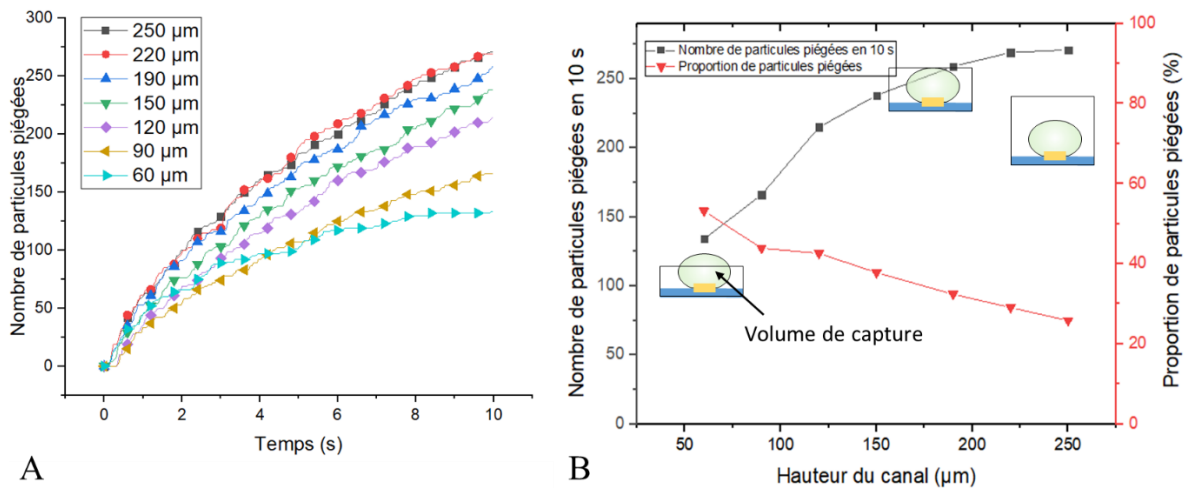 Nombre de particules piégées
300
250
200
150
100
50
0
250 µm
220 µm
190 µm
150 µm
120 µm
90 µm
60 µm
0
2
4
6
8
10
Temps (s)
A
Nombre de particules piégées en 10 s
250
200
150
100
75
50
25
0
Nombre de particules piégées en 10 s
Proportion de particules piégées
Volume de capture
50
100
150
200
250
Hauteur du canal (µm)
100
80
60
40
20
0
Proportion de particules piégées (%)
B